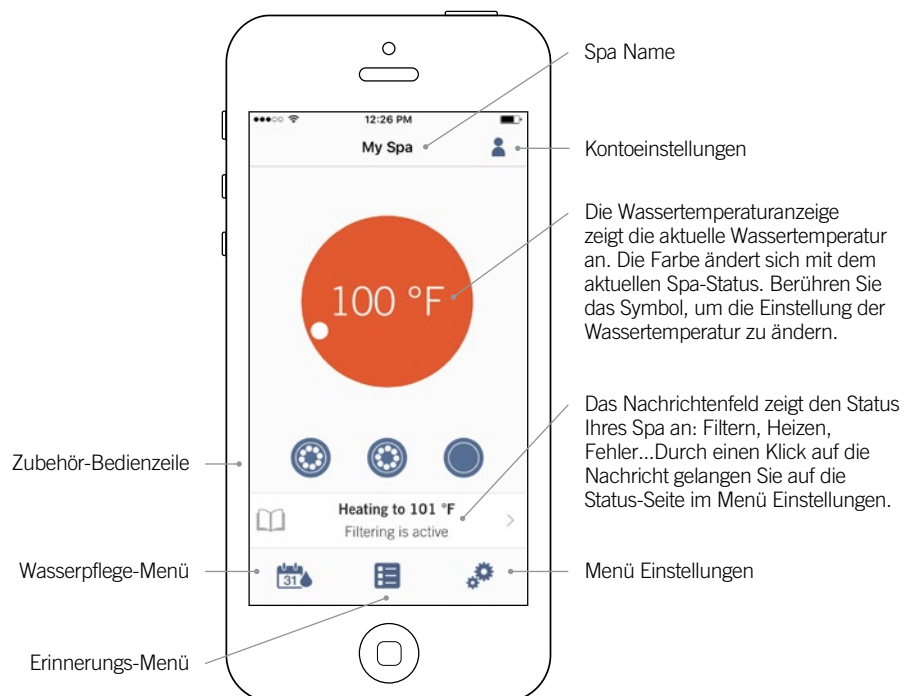 Spa Name
12:26 PM
My Spa
Kontoeinstellungen
Die Wassertemperaturanzeige
zeigt die aktuelle Wassertemperatur
an. Die Farbe ändert sich mit dem
aktuellen Spa-Status. Berühren Sie
das Symbol, um die Einstellung der
Wassertemperatur zu ändern.
100 °F
Das Nachrichtenfeld zeigt den Status
Ihres Spa an: Filtern, Heizen,
Fehler...Durch einen Klick auf die
Nachricht gelangen Sie auf die
Status-Seite im Menü Einstellungen.
Zubehör-Bedienzeile
Heating to 101 °F
Filtering is active
Wasserpflege-Menü
31
Menü Einstellungen
Erinnerungs-Menü